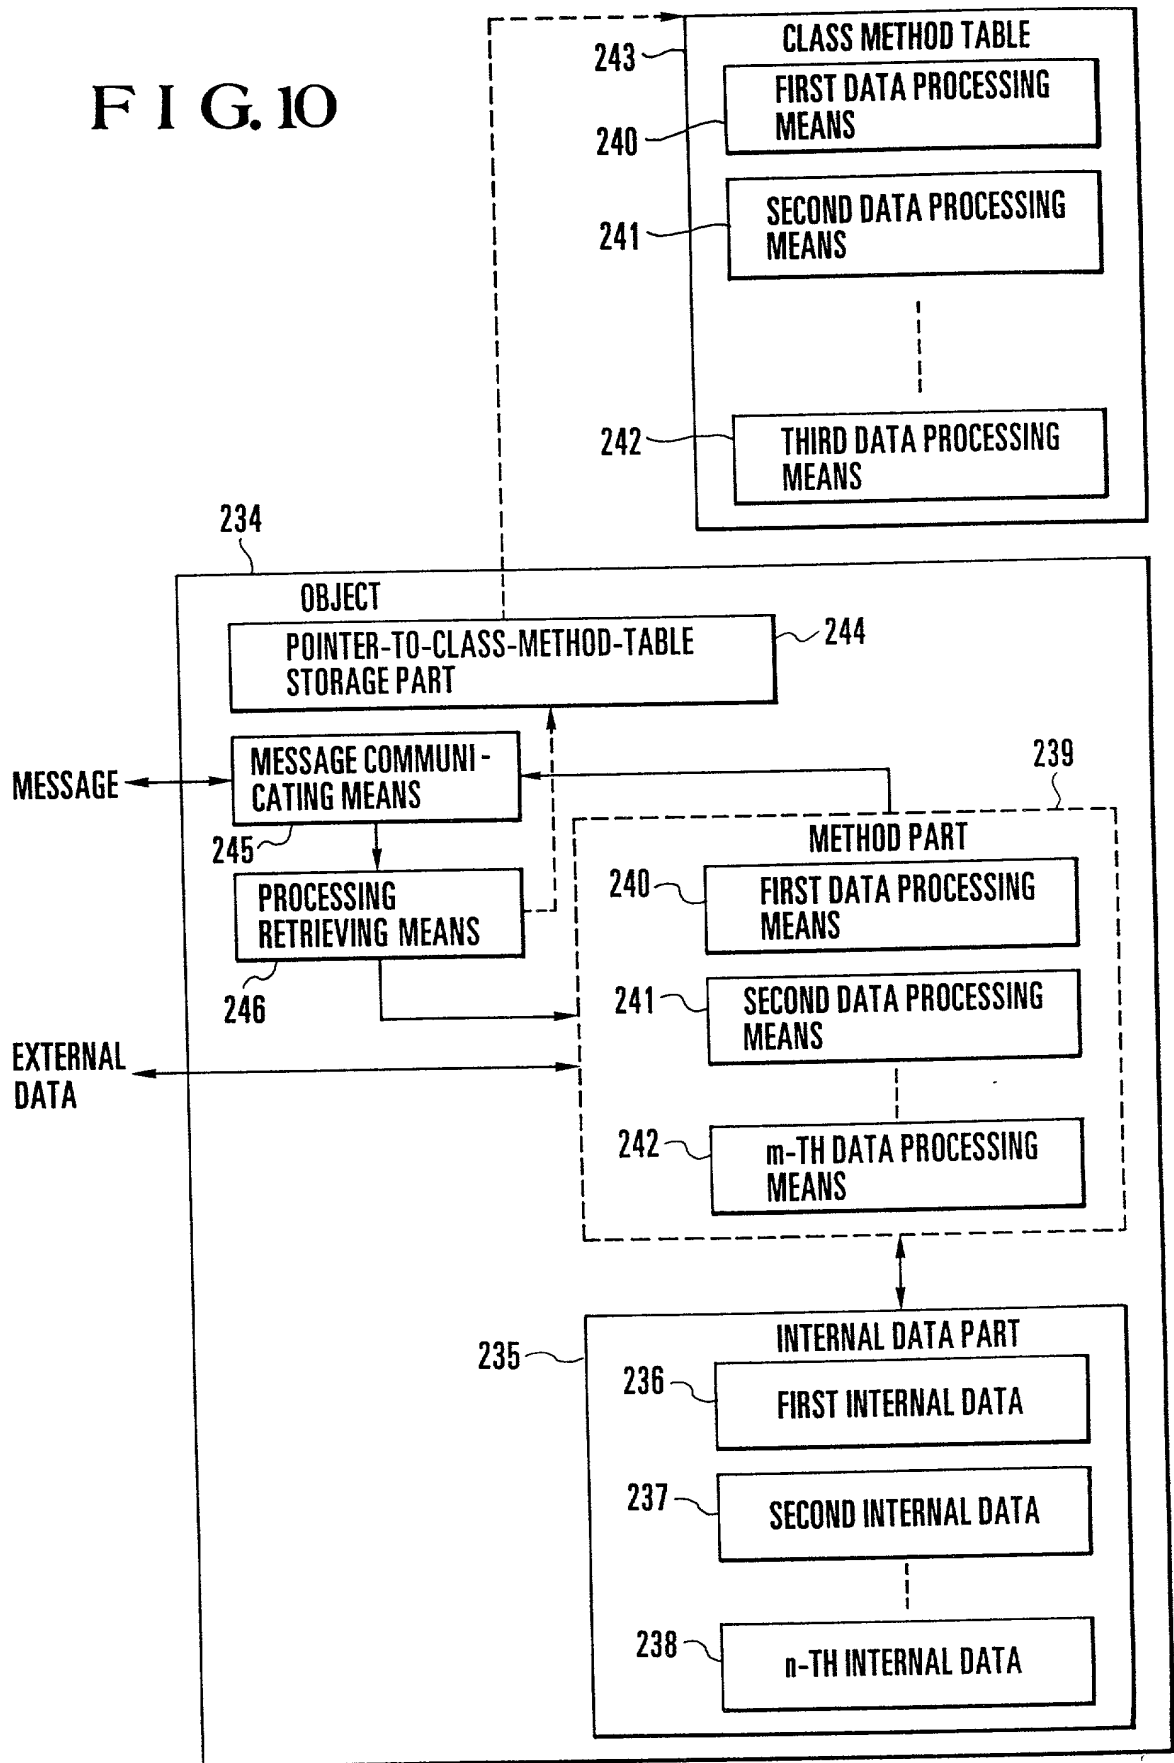 FIG.10
243
CLASS METHOD TABLE
FIRST DATA PROCESSING
MEANS
240
SECOND DATA PROCESSING
MEANS
241
242
THIRD DATA PROCESSING
MEANS
234
OBJECT
POINTER-TO-CLASS-METHOD-TABLE
STORAGE PART
244
MESSAGE
MESSAGE COMMUNI-
CATING MEANS
245
239
METHOD PART
PROCESSING
RETRIEVING MEANS
246
240
FIRST DATA PROCESSING
MEANS
241
SECOND DATA PROCESSING
MEANS
EXTERNAL
DATA
242
m-TH DATA PROCESSING
MEANS
235
INTERNAL DATA PART
236
FIRST INTERNAL DATA
237
SECOND INTERNAL DATA
238
n-TH INTERNAL DATA